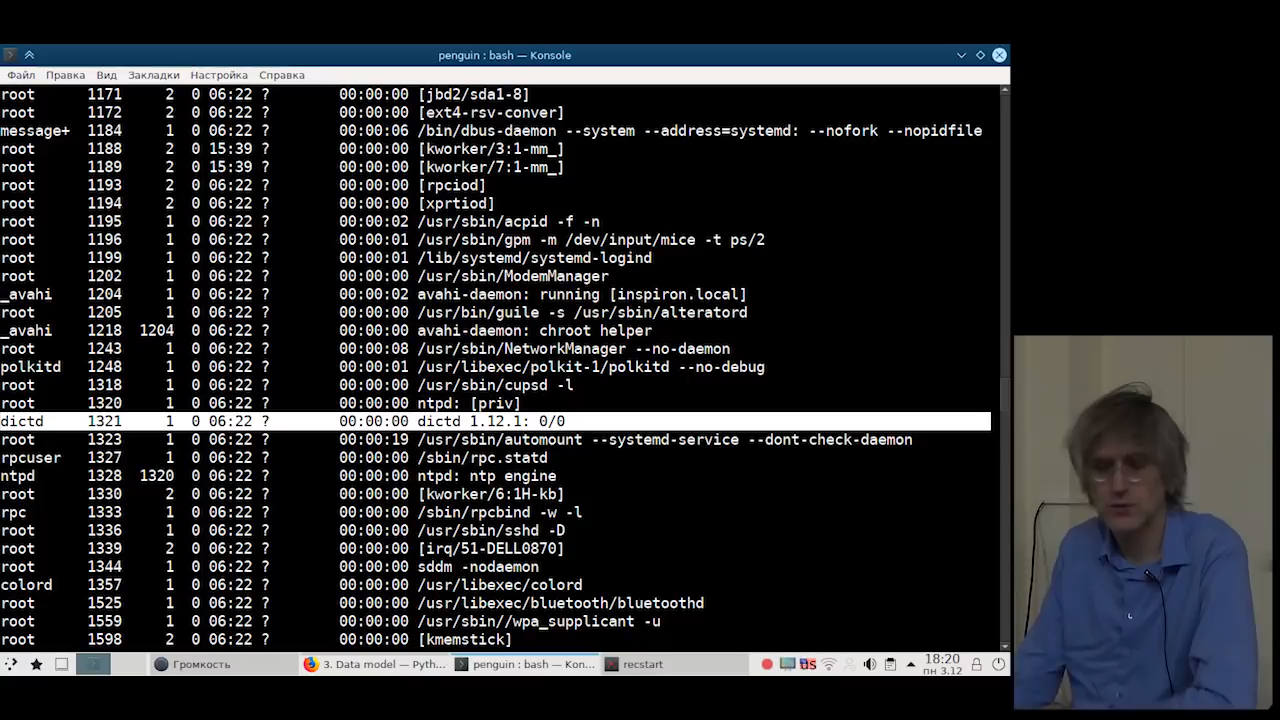 penguin : bash — Konsole
Файл Правка Вид Закладки Настройка Справка
root 1171 2 0 06:22 ? 00:00:00 [jbd2/sda1-8]
root 1172 2 0 06:22 ? 00:00:00 [ext4-rsv-conver]
message+ 1184 1 0 06:22 ? 00:00:06 /bin/dbus-daemon --system --address=systemd: --nofork --nopidfile
root 1188 2 0 15:39 ? 00:00:00 [kworker/3:1-mm_]
root 1189 2 0 15:39 ? 00:00:00 [kworker/7:1-mm_]
root 1193 2 0 06:22 ? 00:00:00 [rpciod]
root 1194 2 0 06:22 ? 00:00:00 [xprtiod]
root 1195 1 0 06:22 ? 00:00:02 /usr/sbin/acpid -f -n
root 1196 1 0 06:22 ? 00:00:01 /usr/sbin/gpm -m /dev/input/mice -t ps/2
root 1199 1 0 06:22 ? 00:00:01 /lib/systemd/systemd-logind
root 1202 1 0 06:22 ? 00:00:00 /usr/sbin/ModemManager
_avahi 1204 1 0 06:22 ? 00:00:02 avahi-daemon: running [inspiron.local]
root 1205 1 0 06:22 ? 00:00:00 /usr/bin/guile -s /usr/sbin/alteratord
_avahi 1218 1204 0 06:22 ? 00:00:00 avahi-daemon: chroot helper
root 1243 1 0 06:22 ? 00:00:08 /usr/sbin/NetworkManager --no-daemon
polkitd 1248 1 0 06:22 ? 00:00:01 /usr/libexec/polkit-1/polkitd --no-debug
root 1318 1 0 06:22 ? 00:00:00 /usr/sbin/cupsd -l
root 1320 1 0 06:22 ? 00:00:00 ntpd: [priv]
dictd 1321 1 0 06:22 ? 00:00:00 dictd 1.12.1: 0/0
root 1323 1 0 06:22 ? 00:00:19 /usr/sbin/automount --systemd-service --dont-check-daemon
rpcuser 1327 1 0 06:22 ? 00:00:00 /sbin/rpc.statd
ntpd 1328 1320 0 06:22 ? 00:00:00 ntpd: ntp engine
root 1330 2 0 06:22 ? 00:00:00 [kworker/6:1H-kb]
rpc 1333 1 0 06:22 ? 00:00:00 /sbin/rpcbind -w -l
root 1336 1 0 06:22 ? 00:00:00 /usr/sbin/sshd -D
root 1339 2 0 06:22 ? 00:00:00 [irq/51-DELL0870]
root 1344 1 0 06:22 ? 00:00:00 sddm -nodaemon
colord 1357 1 0 06:22 ? 00:00:00 /usr/libexec/colord
root 1525 1 0 06:22 ? 00:00:00 /usr/libexec/bluetooth/bluetoothd
root 1559 1 0 06:22 ? 00:00:00 /usr/sbin//wpa_supplicant -u
root 1598 2 0 06:22 ? 00:00:00 [kmemstick]
Громкость 3. Data model — Pyth... penguin : bash — Kon... recstart us 18:20
пн 3.12